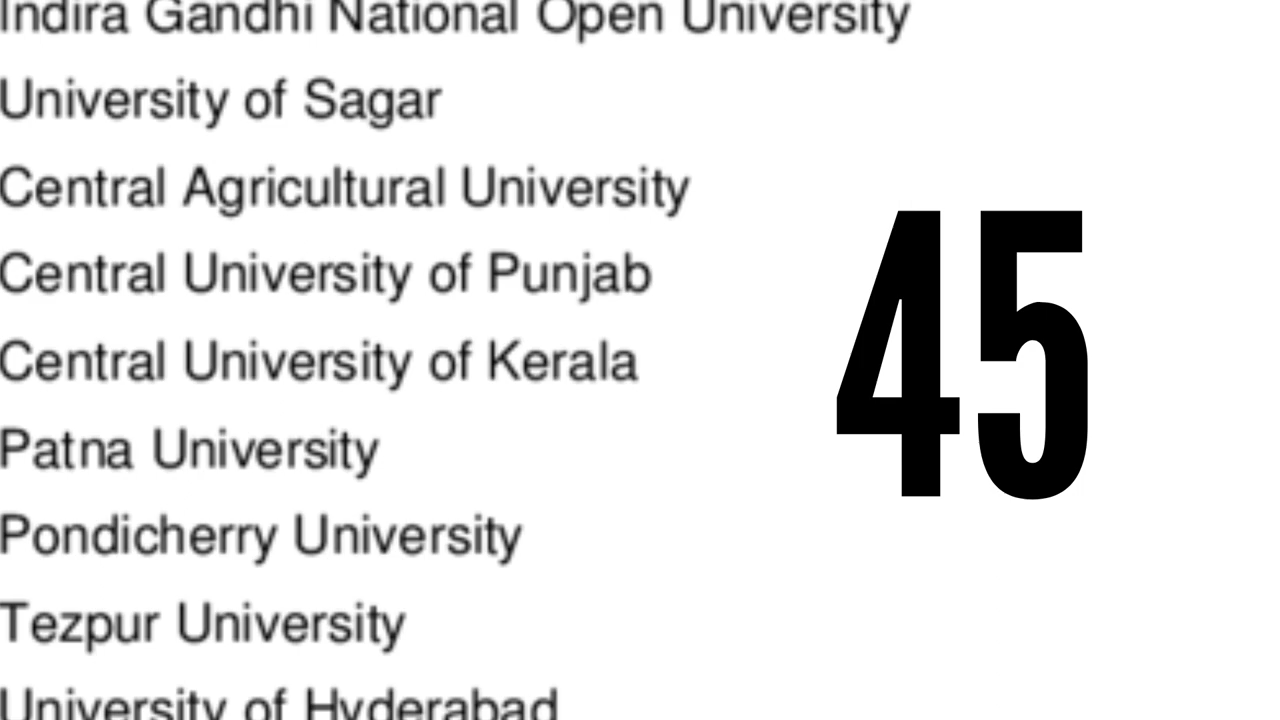 Indira Gandhi National Open University
University of Sagar
Central Agricultural University
Central University of Punjab
Central University of Kerala
Patna University
Pondicherry University
Tezpur University
University of Hyderabad
45